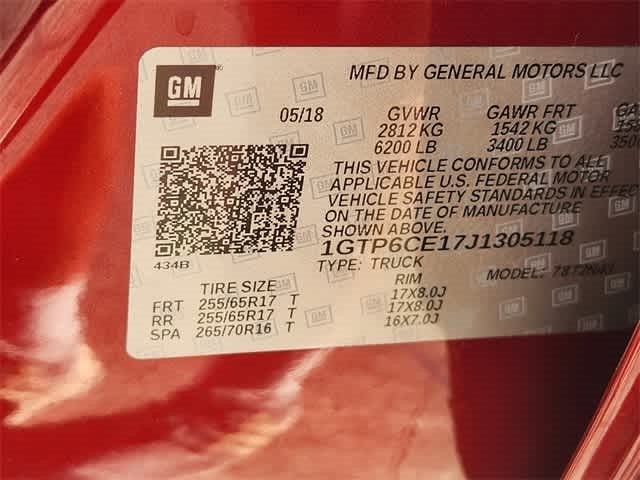 GM
MFD BY GENERAL MOTORS LLC
05/18 GVWR GAWR FRT
2812 KG 1542 KG
6200 LB 3400 LB
THIS VEHICLE CONFORMS TO ALL
APPLICABLE U.S. FEDERAL MOTOR
VEHICLE SAFETY STANDARDS IN EFFEC
ON THE DATE OF MANUFACTURE
SHOWN ABOVE.
1GTP6CE17J1305118
434B
TYPE: TRUCK
MODEL:
TIRE SIZE RIM
FRT 255/65R17 T 17X8.0J
RR 255/65R17 T 17X8.0J
SPA 265/70R16 T 16X7.0J